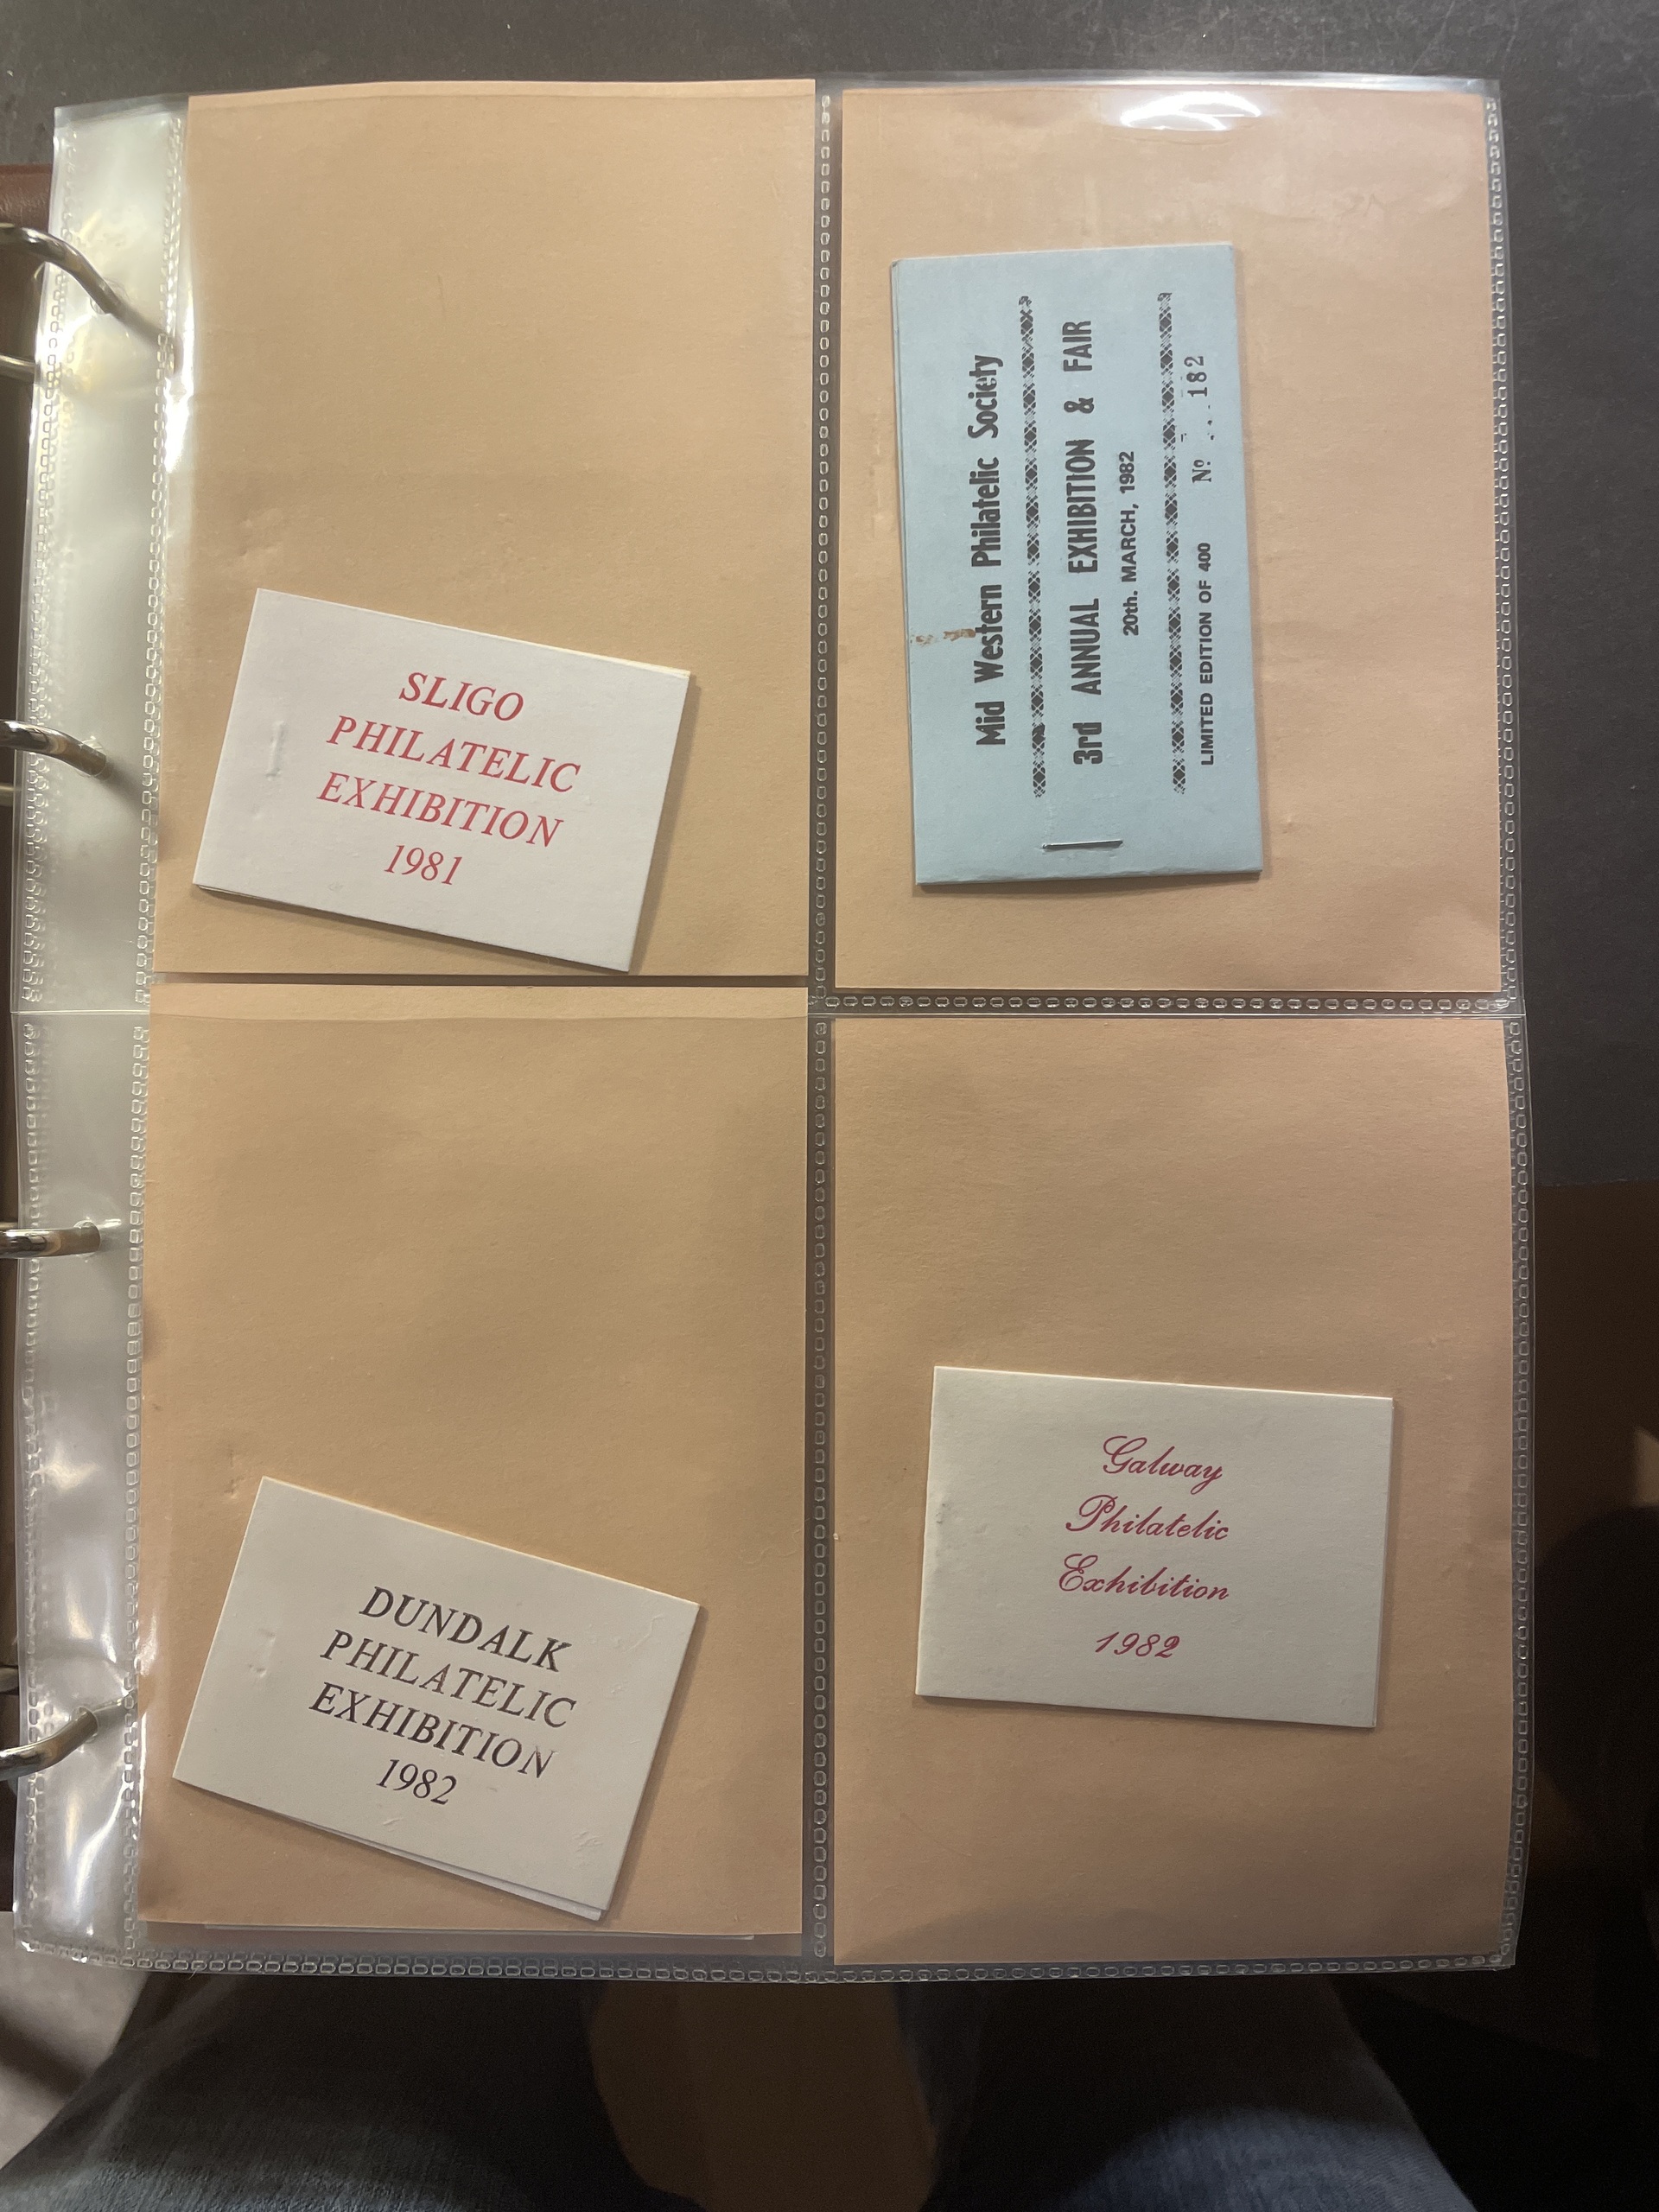 SLIGO
PHILATELIC
EXHIBITION
1981
Mid Western Philatelic Society
3rd ANNUAL EXHIBITION & FAIR
20th. MARCH, 1982
LIMITED EDITION OF 400 Nº 182
DUNDALK
PHILATELIC
EXHIBITION
1982
Galway
Philatelic
Exhibition
1982